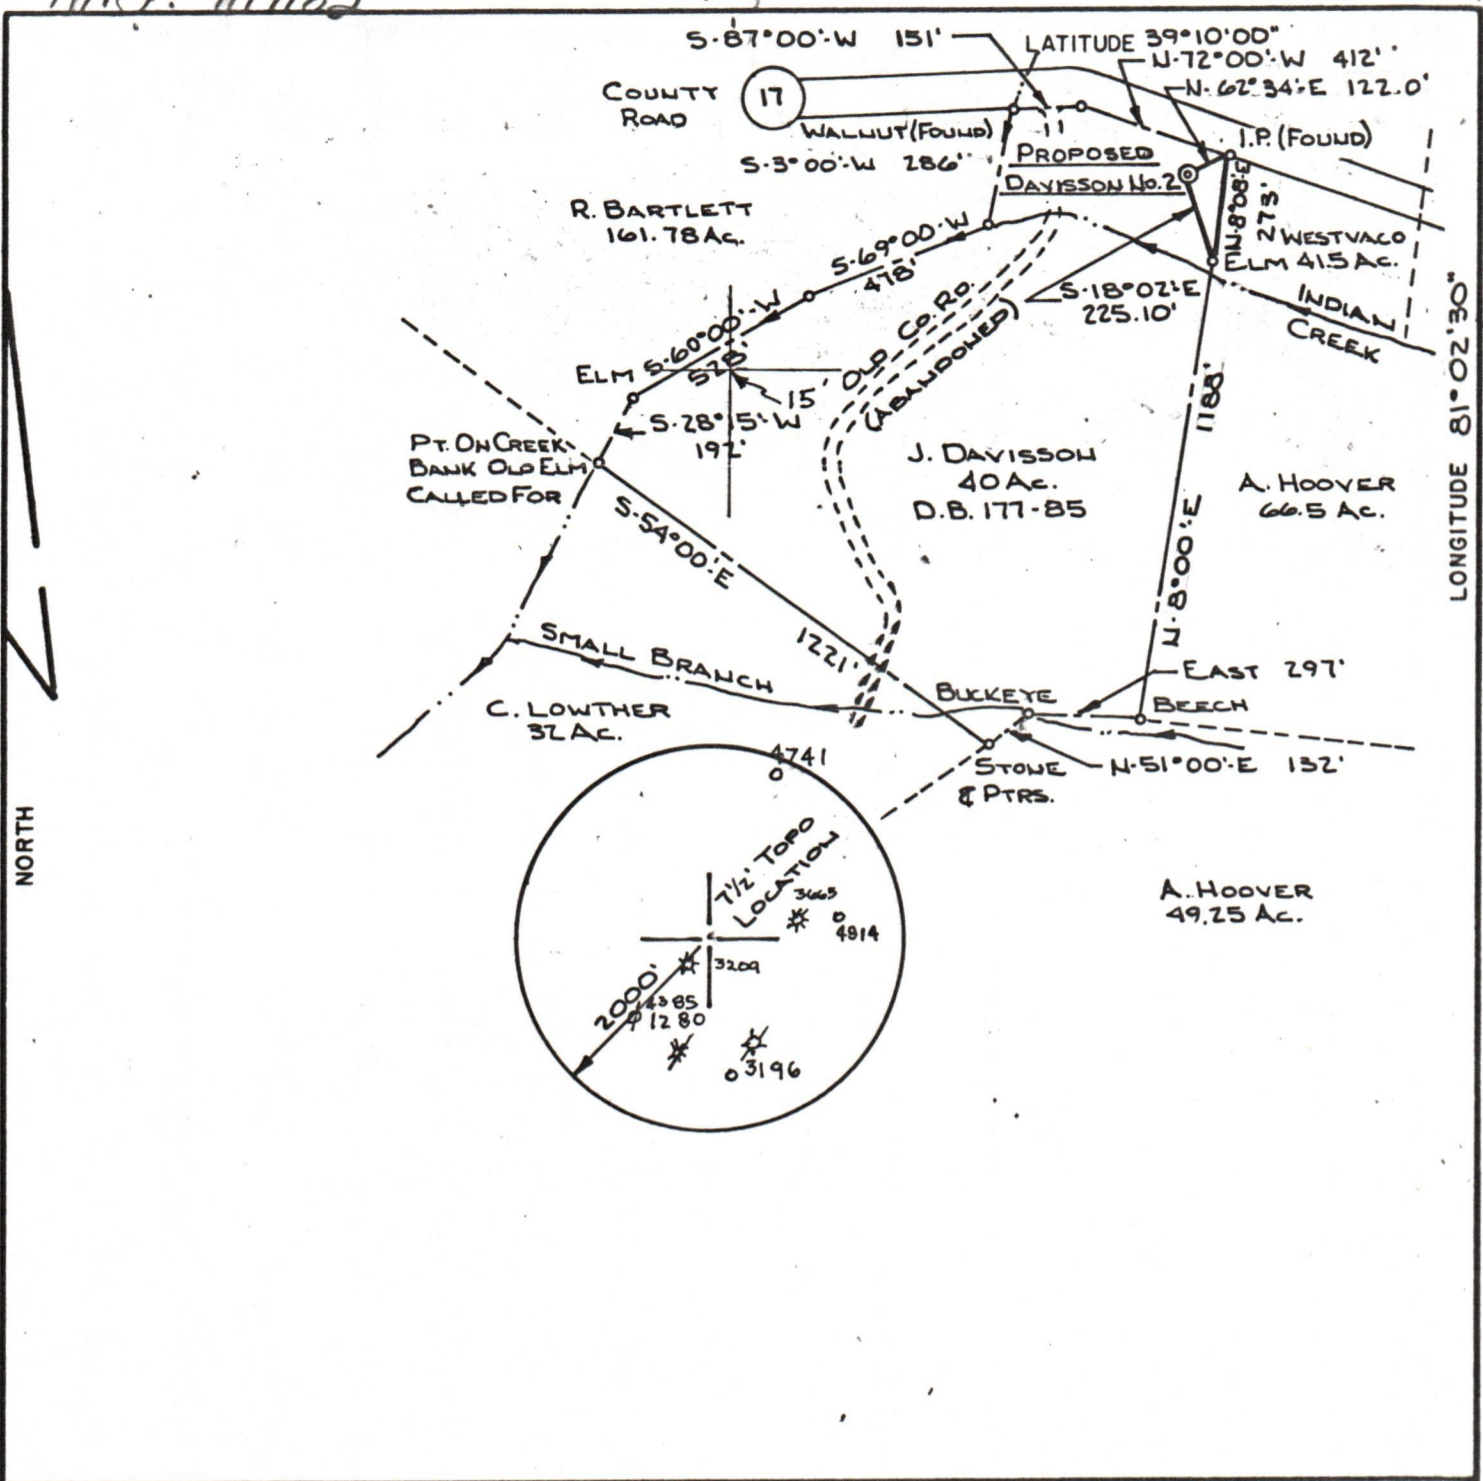 S·87°00'·W 151'
LATITUDE 39°10'00"
N·72°00'·W 412'
N·62°34'·E 122.0'
COUNTY
ROAD
17
WALNUT (FOUND)
I.P. (FOUND)
S·3°00'·W 286'
PROPOSED
DAVISSON No.2
N·8°08'E
273'
R. BARTLETT
161.78 Ac.
WESTVACO
41.5 Ac.
ELM
S·69°00'·W
478'
S·18°02'·E
225.10'
INDIAN
CREEK
LONGITUDE 81°02'30"
S·60°00'·W
528'
OLD CO. RD.
(ABANDONED)
ELM
15'
S·28°15'·W
192'
1188'
PT. ON CREEK
BANK OLD ELM
CALLED FOR
J. DAVISSON
40 Ac.
D.B. 177-85
A. HOOVER
66.5 Ac.
S·54°00'·E
N·8°00'·E
1221'
SMALL BRANCH
EAST 297'
BUCKEYE
BEECH
C. LOWTHER
32 Ac.
STONE
& PTRS.
N·51°00'·E 132'
4741
NORTH
7½' TOPO
LOCATION
3665
4814
A. HOOVER
49.25 Ac.
3209
2000'
4385
1280
3196